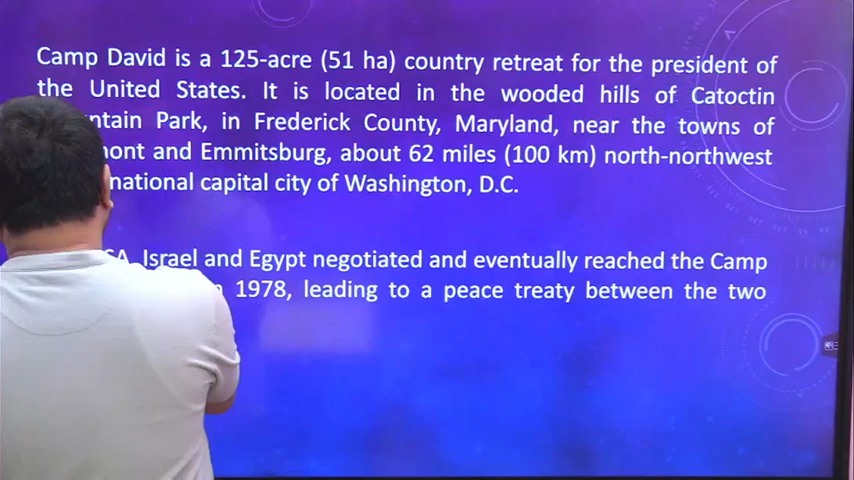 Camp David is a 125-acre (51 ha) country retreat for the president of
the United States. It is located in the wooded hills of Catoctin
Park, in Frederick County, Maryland, near the towns of
and Emmitsburg, about 62 miles (100 km) north-northwest
national capital city of Washington, D.C.
Israel and Egypt negotiated and eventually reached the Camp
1978, leading to a peace treaty between the two